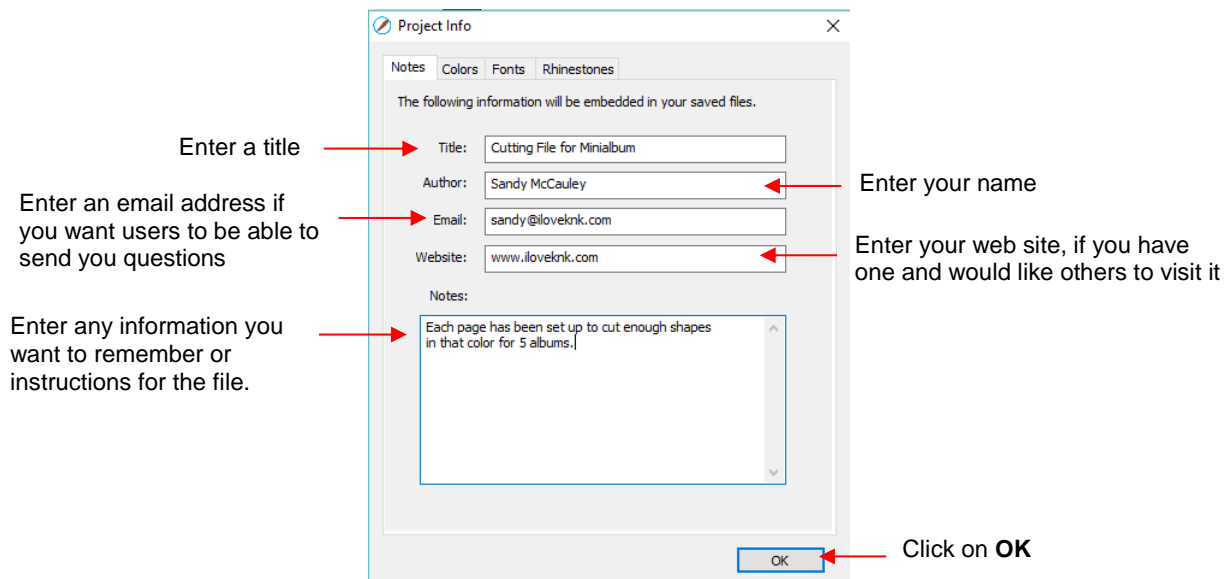 Project Info
Notes Colors Fonts Rhinestones
The following information will be embedded in your saved files.
Enter a title
Title: Cutting File for Minialbum
Author: Sandy McCauley
Enter your name
Enter an email address if
you want users to be able to
send you questions
Email: sandy@iloveknk.com
Website: www.iloveknk.com
Enter your web site, if you have
one and would like others to visit it
Notes:
Enter any information you
want to remember or
instructions for the file.
Each page has been set up to cut enough shapes
in that color for 5 albums.
OK
Click on OK